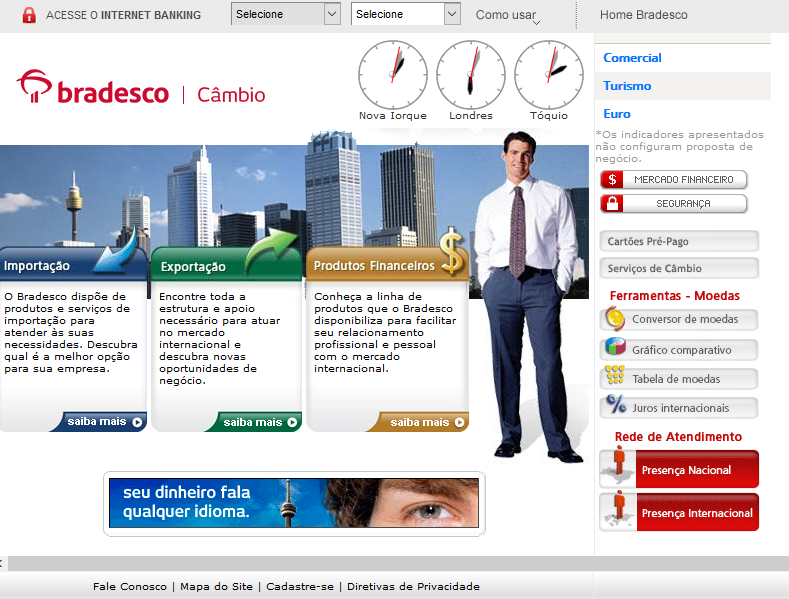 ACESSE O INTERNET BANKING
Selecione
Selecione
Como usar
Home Bradesco
bradesco | Câmbio
Nova Iorque
Londres
Tóquio
Comercial
Turismo
Euro
*Os indicadores apresentados
não configuram proposta de
negócio.
MERCADO FINANCEIRO
SEGURANÇA
Cartões Pré-Pago
Serviços de Câmbio
Ferramentas - Moedas
Conversor de moedas
Gráfico comparativo
Tabela de moedas
Juros internacionais
Rede de Atendimento
Presença Nacional
Presença Internacional
Importação
O Bradesco dispõe de
produtos e serviços de
importação para
atender às suas
necessidades. Descubra
qual é a melhor opção
para sua empresa.
saiba mais
Exportação
Encontre toda a
estrutura e apoio
necessário para atuar
no mercado
internacional e
descubra novas
oportunidades de
negócio.
saiba mais
Produtos Financeiros
Conheça a linha de
produtos que o Bradesco
disponibiliza para facilitar
seu relacionamento
profissional e pessoal
com o mercado
internacional.
saiba mais
seu dinheiro fala
qualquer idioma.
Fale Conosco | Mapa do Site | Cadastre-se | Diretivas de Privacidade